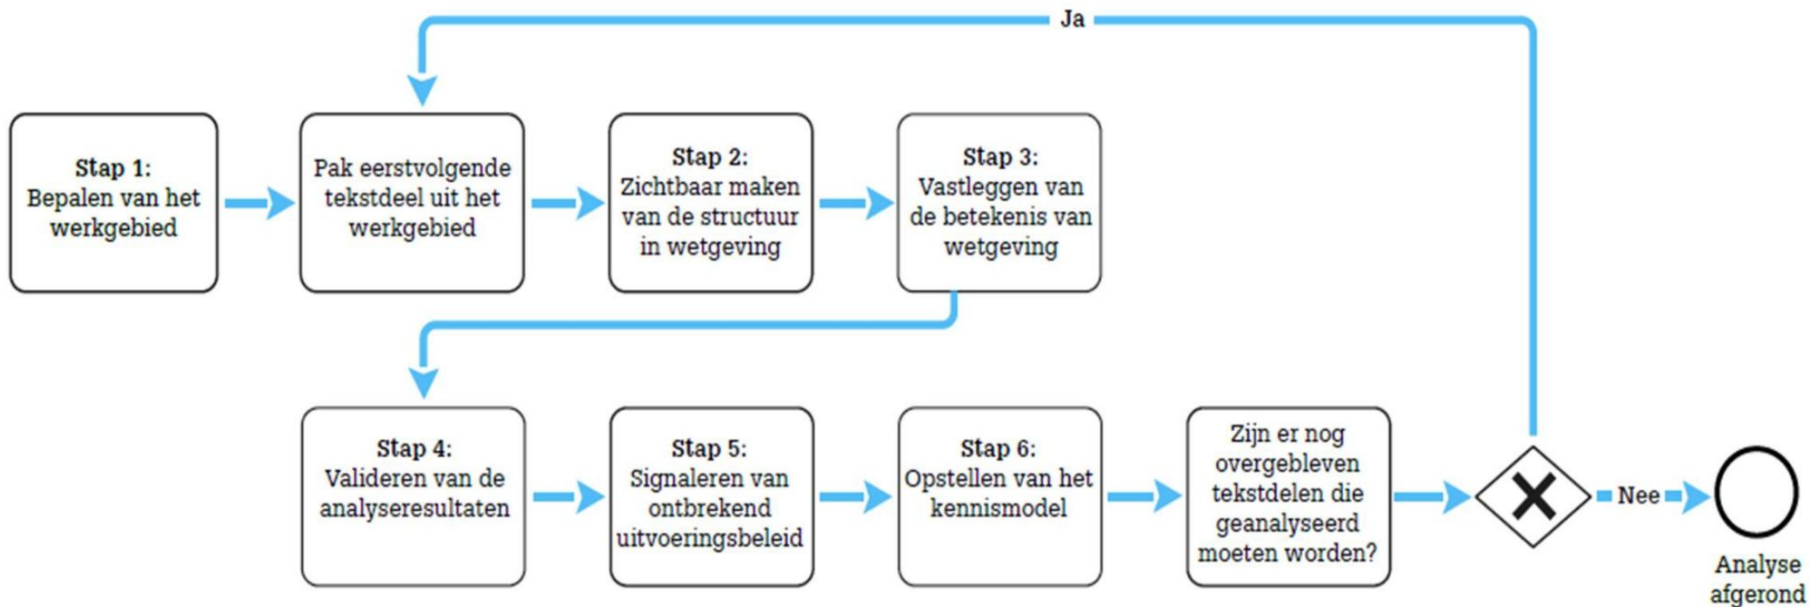 Ja
Stap 1:
Bepalen van het
werkgebied
Pak eerstvolgende
tekstdeel uit het
werkgebied
Stap 2:
Zichtbaar maken
van de structuur
in wetgeving
Stap 3:
Vastleggen van
de betekenis van
wetgeving
Stap 4:
Valideren van de
analyseresultaten
Stap 5:
Signaleren van
ontbrekend
uitvoeringsbeleid
Stap 6:
Opstellen van het
kennismodel
Zijn er nog
overgebleven
tekstdelen die
geanalyseerd
moeten worden?
Nee
Analyse
afgerond